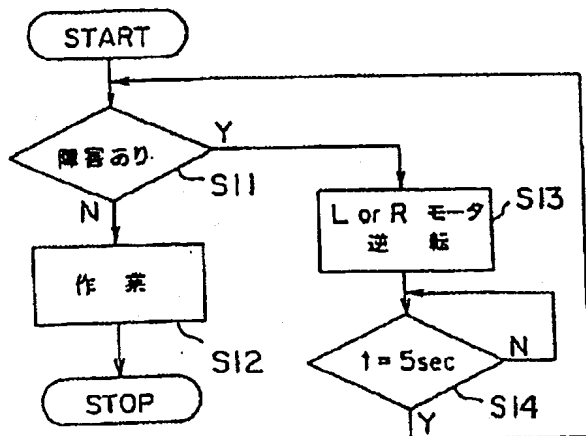 START
障害あり
Y
S11
N
作業
S12
STOP
L or R モータ
逆転
S13
t = 5sec
N
S14
Y